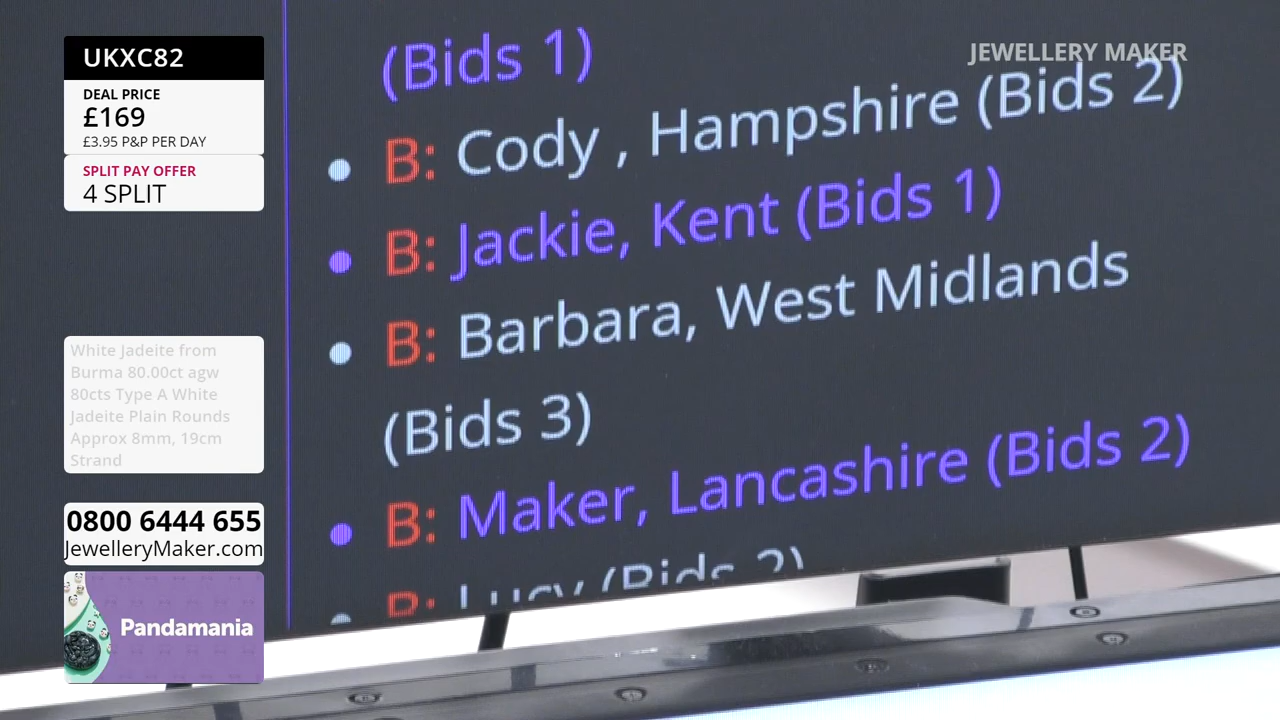 UKXC82
DEAL PRICE
£169
£3.95 P&P PER DAY
SPLIT PAY OFFER
4 SPLIT
White Jadeite from
Burma 80.00ct agw
80cts Type A White
Jadeite Plain Rounds
Approx 8mm, 19cm
Strand
0800 6444 655
JewelleryMaker.com
Pandamania
JEWELLERY MAKER
(Bids 1)
• B: Cody , Hampshire (Bids 2)
• B: Jackie, Kent (Bids 1)
• B: Barbara, West Midlands
(Bids 3)
• B: Maker, Lancashire (Bids 2)
• B: Lucy (Bids 2)